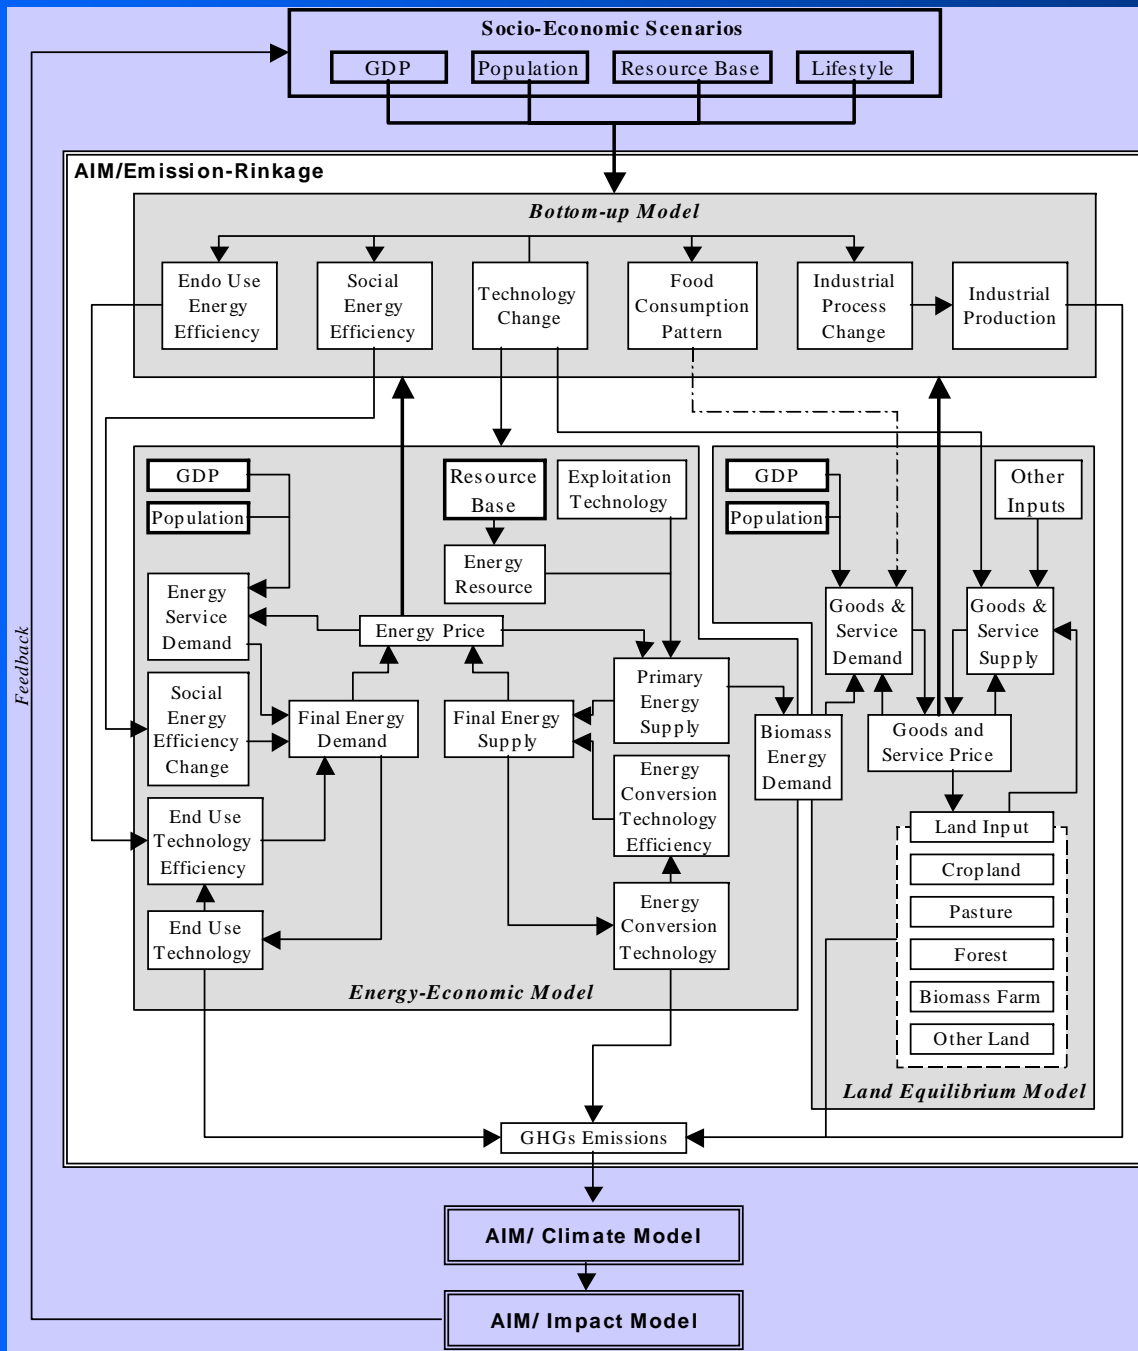 Socio-Economic Scenarios
GDP
Population
Resource Base
Lifestyle
AIM/Emission-Rinkage
Bottom-up Model
Endo Use
Energy
Efficiency
Social
Energy
Efficiency
Technology
Change
Food
Consumption
Pattern
Industrial
Process
Change
Industrial
Production
GDP
Population
Resource
Base
Exploitation
Technology
Energy
Resource
Energy
Service
Demand
Energy Price
Social
Energy
Efficiency
Change
Final Energy
Demand
Final Energy
Supply
Primary
Energy
Supply
Biomass
Energy
Demand
End Use
Technology
Efficiency
Energy
Conversion
Technology
Efficiency
End Use
Technology
Energy
Conversion
Technology
Energy-Economic Model
GDP
Population
Other
Inputs
Goods &
Service
Demand
Goods &
Service
Supply
Goods and
Service Price
Land Input
Cropland
Pasture
Forest
Biomass Farm
Other Land
Land Equilibrium Model
GHGs Emissions
AIM/ Climate Model
AIM/ Impact Model
Feedback